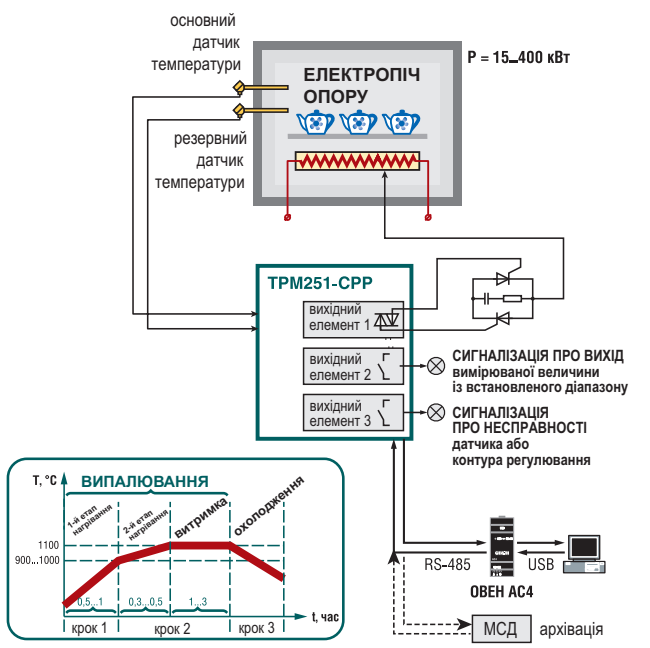 основний
датчик
температури
P = 15...400 кВт
ЕЛЕКТРОПІЧ
ОПОРУ
резервний
датчик
температури
ТРМ251-СРР
вихідний
елемент 1
вихідний
елемент 2
СИГНАЛІЗАЦІЯ ПРО ВИХІД
вимірюваної величини
із встановленого діапазону
вихідний
елемент 3
СИГНАЛІЗАЦІЯ
ПРО НЕСПРАВНОСТІ
датчика або
контура регулювання
T, °C
ВИПАЛЮВАННЯ
1-й етап
нагрівання
2-й етап
нагрівання
витримка
охолодження
1100
900...1000
0,5...1
0,3...0,5
1...3
t, час
крок 1
крок 2
крок 3
RS-485
USB
ОВЕН АС4
МСД
архівація